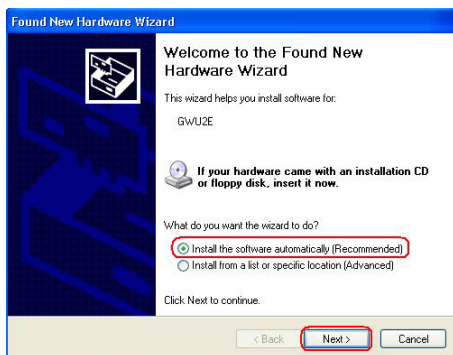 Found New Hardware Wizard
Welcome to the Found New
Hardware Wizard
This wizard helps you install software for:
GWU2E
If your hardware came with an installation CD
or floppy disk, insert it now.
What do you want the wizard to do?
Install the software automatically (Recommended)
Install from a list or specific location (Advanced)
Click Next to continue.
< Back
Next >
Cancel